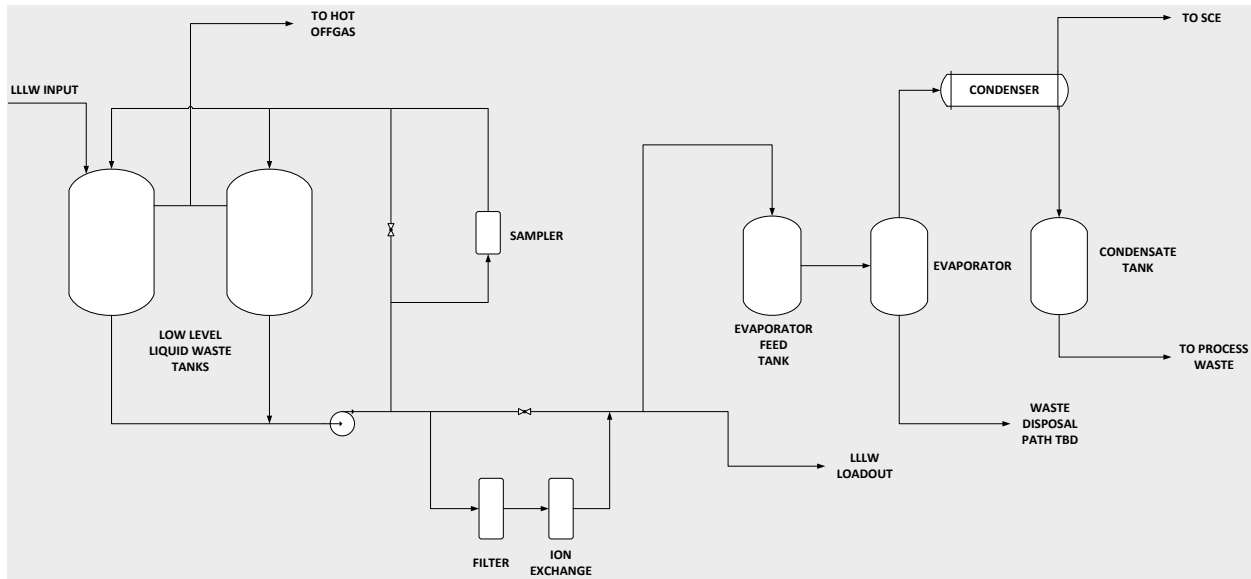 TO HOT
OFFGAS
TO SCE
LLLW INPUT
CONDENSER
SAMPLER
EVAPORATOR
CONDENSATE
TANK
LOW LEVEL
LIQUID WASTE
TANKS
EVAPORATOR
FEED
TANK
TO PROCESS
WASTE
WASTE
DISPOSAL
PATH TBD
LLLW
LOADOUT
FILTER
ION
EXCHANGE